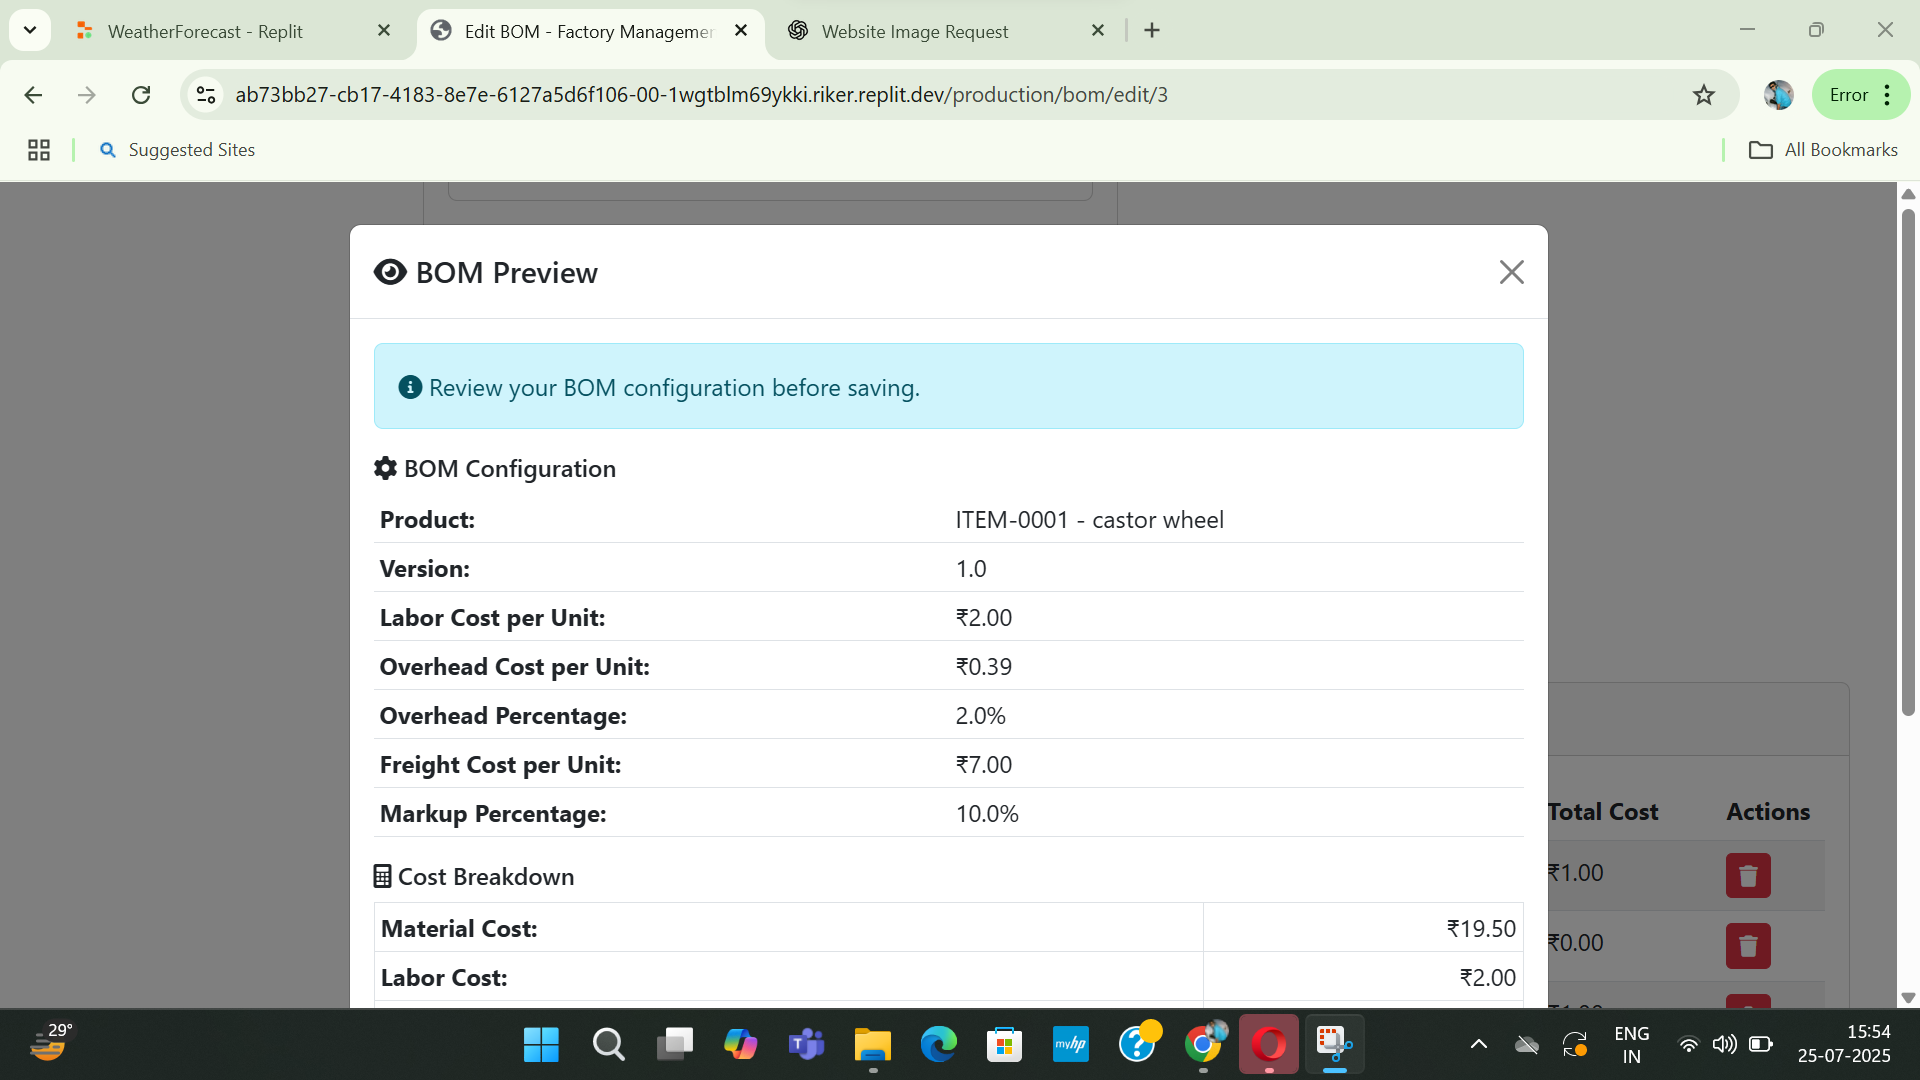 WeatherForecast - Replit
Edit BOM - Factory Managemer
Website Image Request
ab73bb27-cb17-4183-8e7e-6127a5d6f106-00-1wgtblm69ykki.riker.replit.dev/production/bom/edit/3
Error
Suggested Sites
All Bookmarks
BOM Preview
Review your BOM configuration before saving.
BOM Configuration
Product: ITEM-0001 - castor wheel
Version: 1.0
Labor Cost per Unit: ₹2.00
Overhead Cost per Unit: ₹0.39
Overhead Percentage: 2.0%
Freight Cost per Unit: ₹7.00
Markup Percentage: 10.0%
Total Cost Actions
₹1.00
₹0.00
Cost Breakdown
Material Cost: ₹19.50
Labor Cost: ₹2.00
29°
myhp
ENG
IN
15:54
25-07-2025